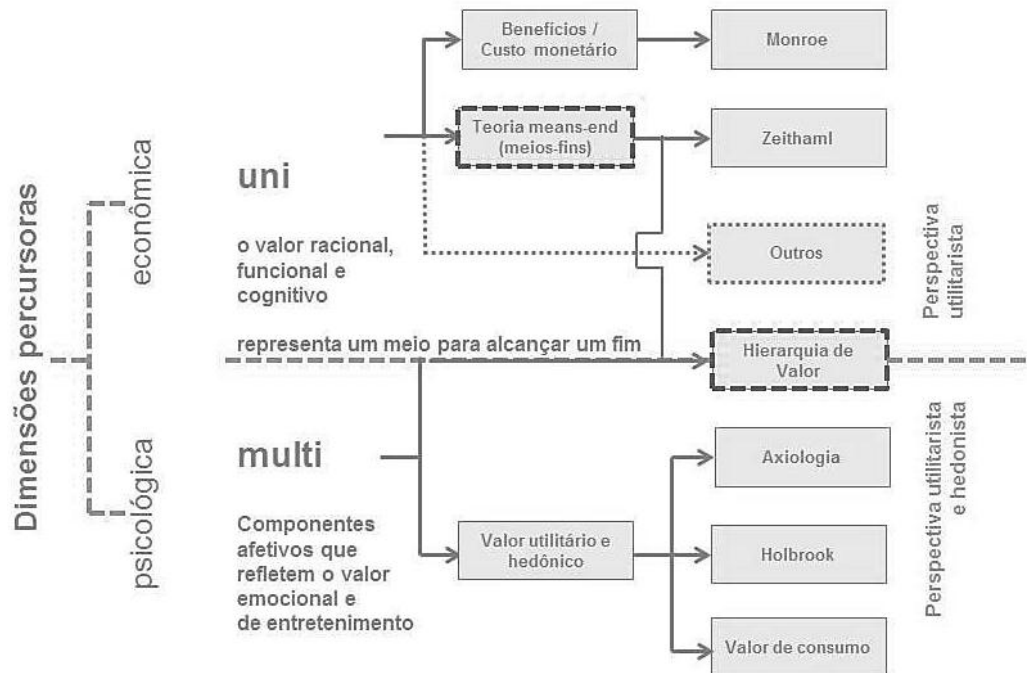 Dimensões percursoras
econômica
psicológica
uni
o valor racional,
funcional e
cognitivo
representa um meio para alcançar um fim
multi
Componentes
afetivos que
refletem o valor
emocional e
de entretenimento
Benefícios /
Custo monetário
Teoria means-end
(meios-fins)
Valor utilitário e
hedônico
Monroe
Zeithaml
Outros
Hierarquia de
Valor
Axiologia
Holbrook
Valor de consumo
Perspectiva
utilitarista
Perspectiva utilitarista
e hedonista